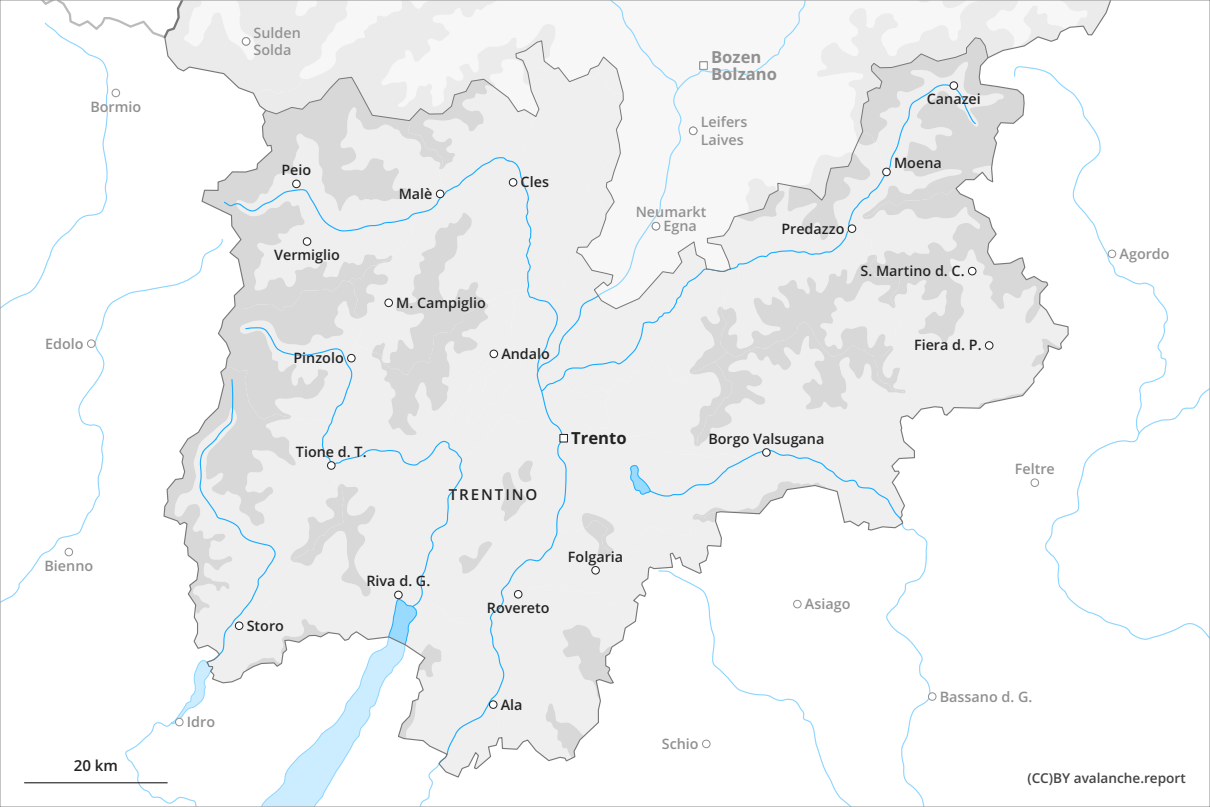 Sulden
Solda
Bozen
Bolzano
Bormio
Canazei
Leifers
Laives
Moena
Peio
Malè
Cles
Neumarkt
Egna
Predazzo
Vermiglio
Agordo
S. Martino d. C.
M. Campiglio
Edolo
Pinzolo
Andalo
Fiera d. P.
Trento
Borgo Valsugana
Tione d. T.
Feltre
TRENTINO
Bienno
Folgaria
Riva d. G.
Rovereto
Asiago
Storo
Bassano d. G.
Ala
Idro
Schio
20 km
(CC)BY avalanche.report